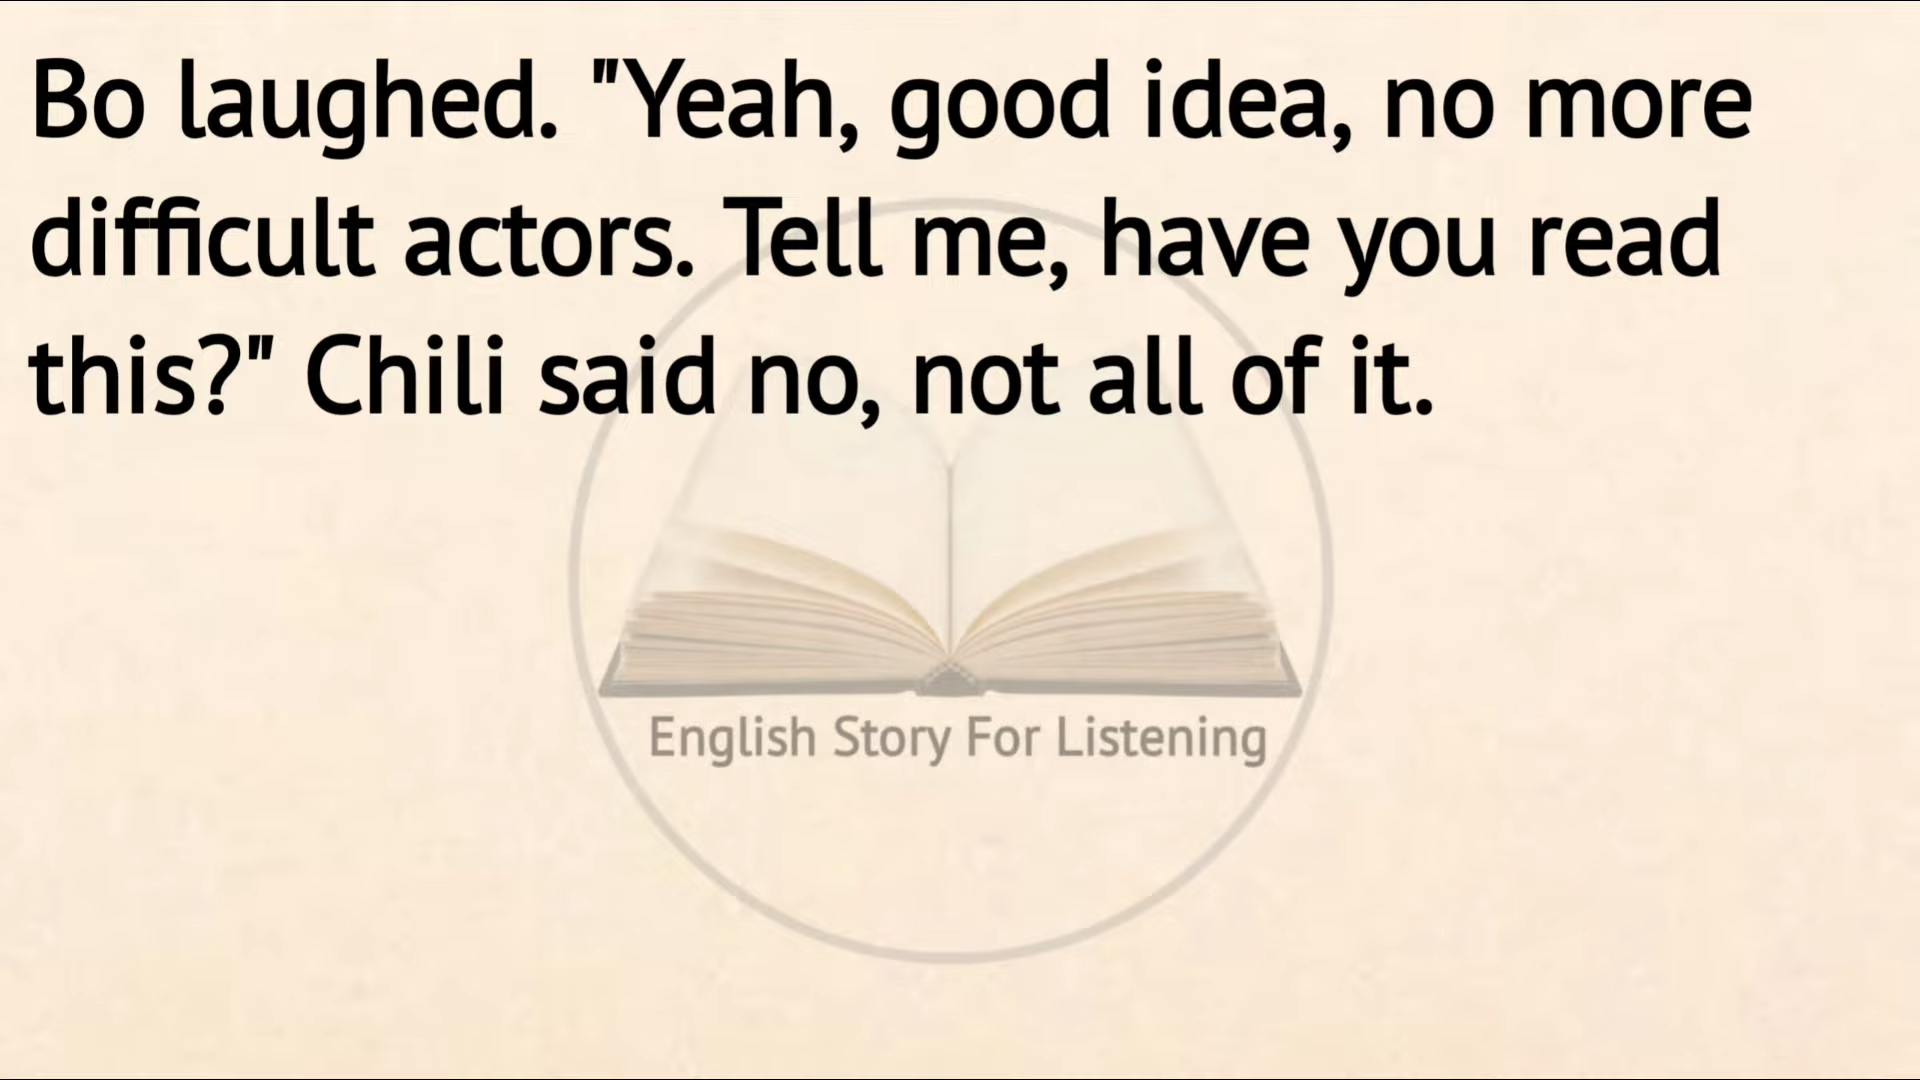 Bo laughed. "Yeah, good idea, no more
difficult actors. Tell me, have you read
this?" Chili said no, not all of it.
English Story For Listening